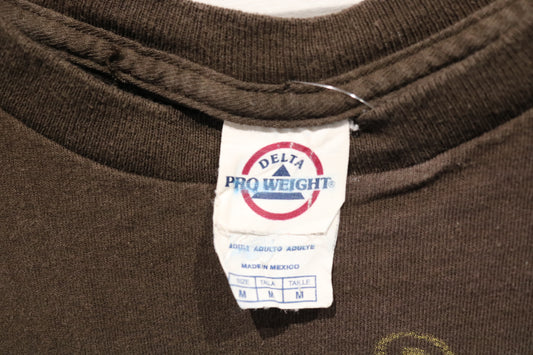 DELTA
PRO WEIGHT®
ADULT ADULTO ADULTE
MADE IN MEXICO
SIZE TALA TAILLE
M M M